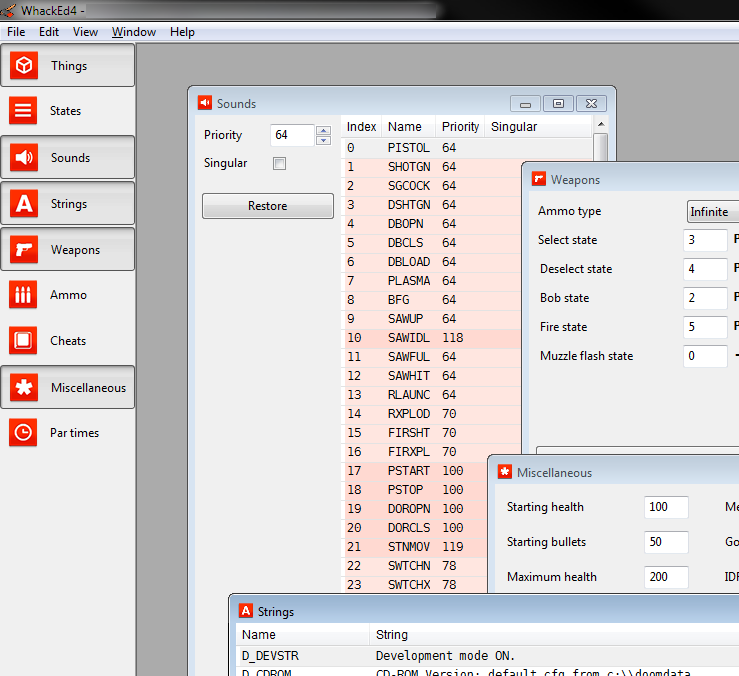 WhackEd4 -
File Edit View Window Help
Things
States
Sounds
Strings
Weapons
Ammo
Cheats
Miscellaneous
Par times
Sounds
Priority 64
Singular
Restore
Index Name Priority Singular
0 PISTOL 64
1 SHOTGN 64
2 SGCOCK 64
3 DSHTGN 64
4 DBOPN 64
5 DBCLS 64
6 DBLOAD 64
7 PLASMA 64
8 BFG 64
9 SAWUP 64
10 SAWIDL 118
11 SAWFUL 64
12 SAWHIT 64
13 RLAUNC 64
14 RXPLOD 70
15 FIRSHT 70
16 FIRXPL 70
17 PSTART 100
18 PSTOP 100
19 DOROPN 100
20 DORCLS 100
21 STNMOV 119
22 SWTCHN 78
23 SWTCHX 78
Weapons
Ammo type Infinite
Select state 3
Deselect state 4
Bob state 2
Fire state 5
Muzzle flash state 0
Miscellaneous
Starting health 100
Starting bullets 50
Maximum health 200
Strings
Name String
D_DEVSTR Development mode ON.
D_CDROM CD-ROM Version: default.cfg from c:\\doomdata